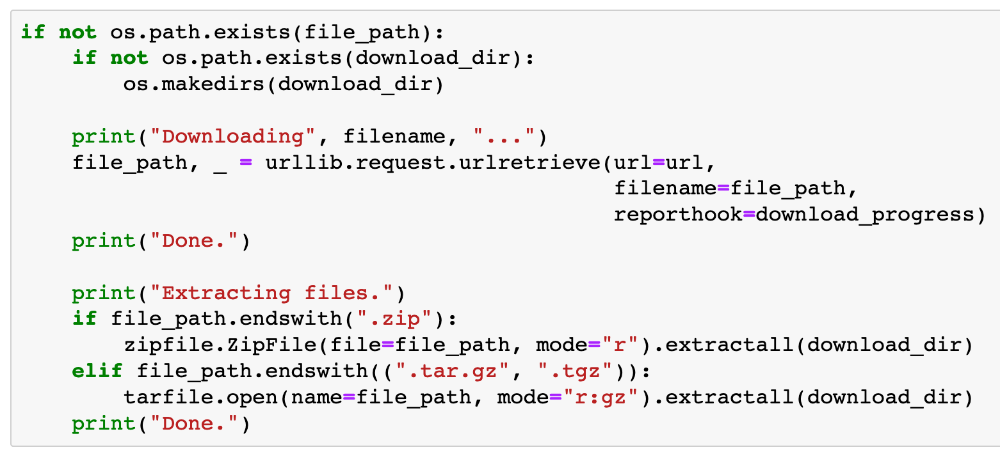 if not os.path.exists(file_path):
    if not os.path.exists(download_dir):
        os.makedirs(download_dir)

    print("Downloading", filename, "...")
    file_path, _ = urllib.request.urlretrieve(url=url,
                                              filename=file_path,
                                              reporthook=download_progress)
    print("Done.")

    print("Extracting files.")
    if file_path.endswith(".zip"):
        zipfile.ZipFile(file=file_path, mode="r").extractall(download_dir)
    elif file_path.endswith((".tar.gz", ".tgz")):
        tarfile.open(name=file_path, mode="r:gz").extractall(download_dir)
    print("Done.")